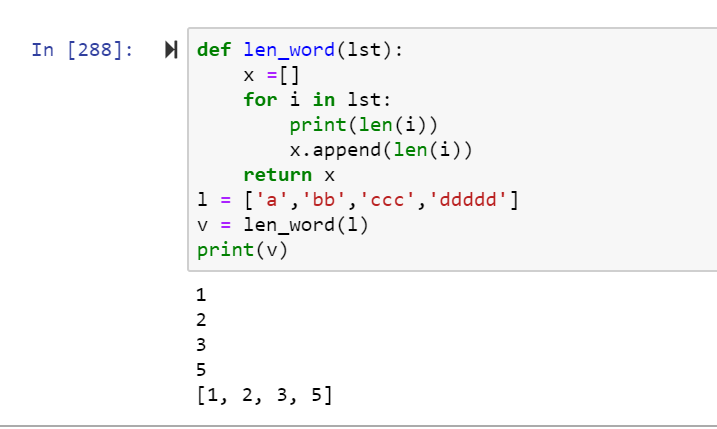 In [288]:
def len_word(lst):
    x =[]
    for i in lst:
        print(len(i))
        x.append(len(i))
    return x
l = ['a','bb','ccc','ddddd']
v = len_word(l)
print(v)
1
2
3
5
[1, 2, 3, 5]